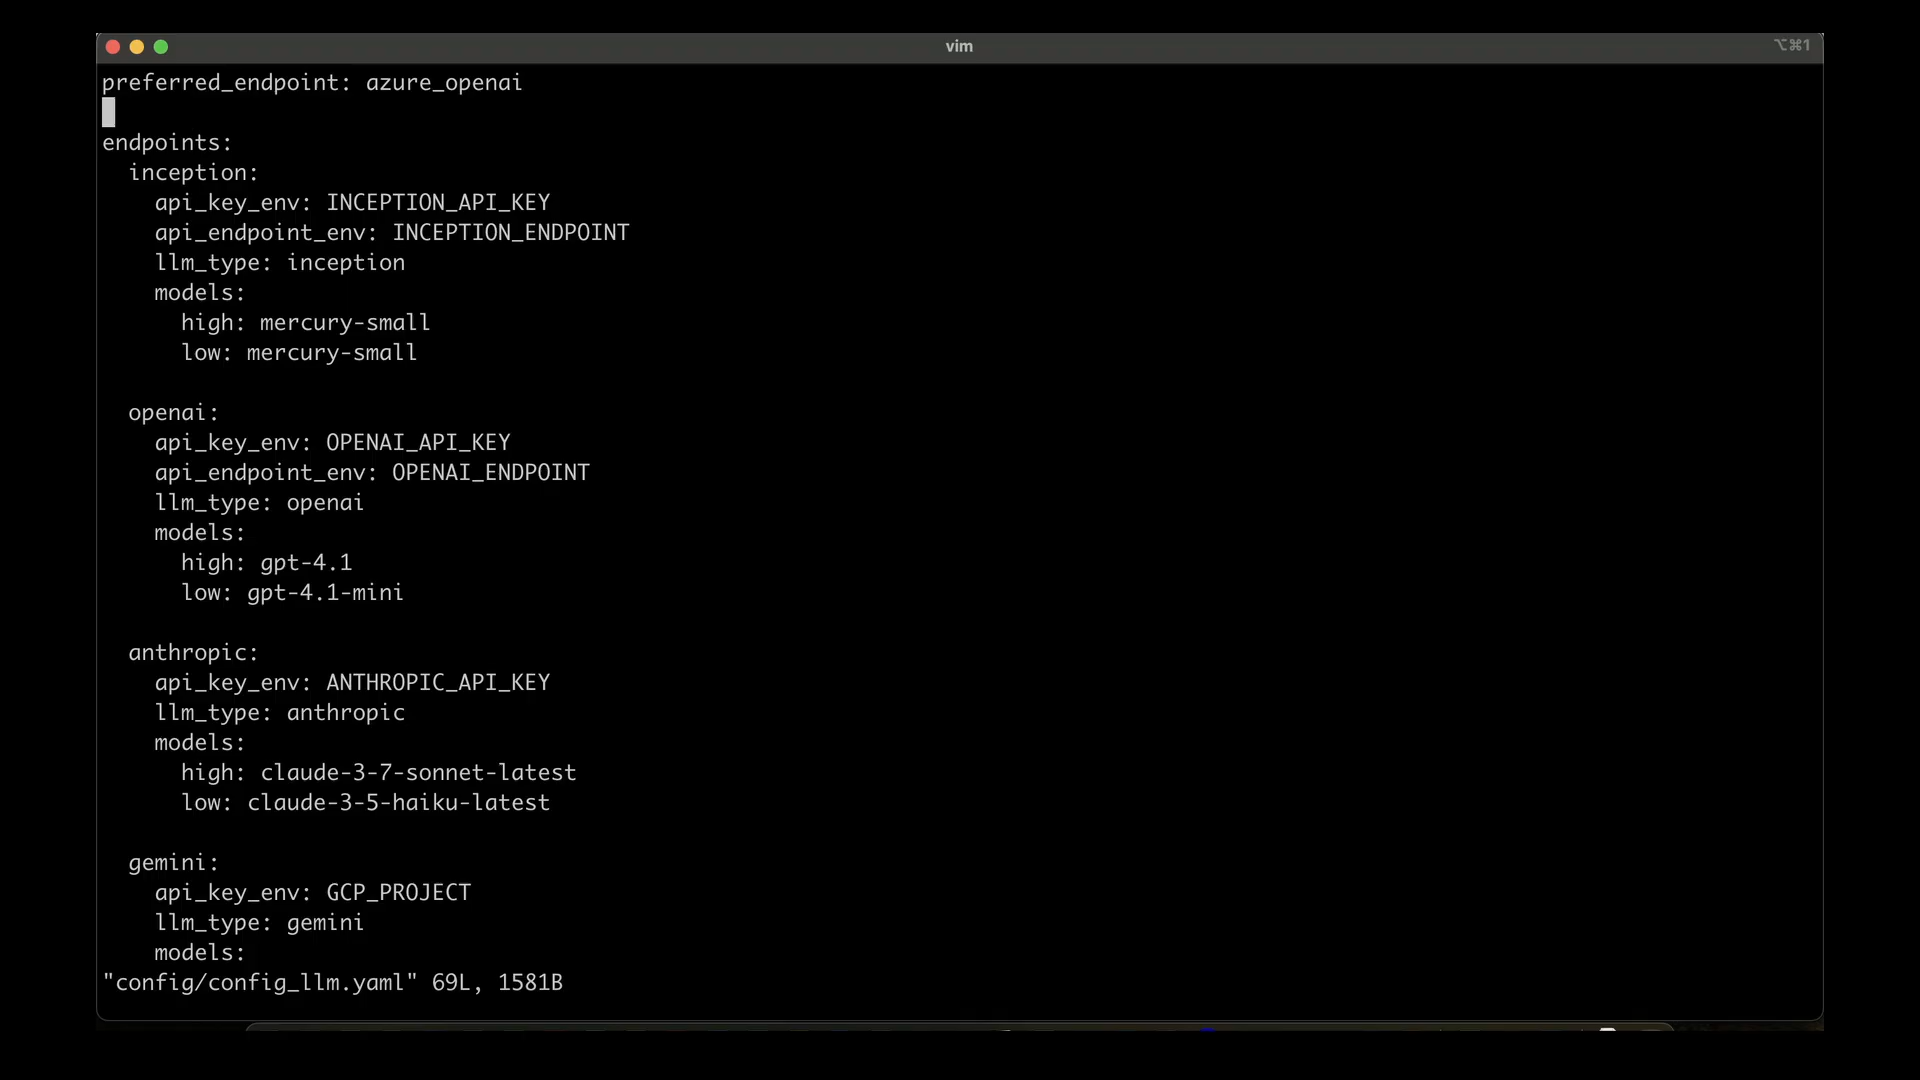 vim
⌥⌘1
preferred_endpoint: azure_openai
endpoints:
  inception:
    api_key_env: INCEPTION_API_KEY
    api_endpoint_env: INCEPTION_ENDPOINT
    llm_type: inception
    models:
      high: mercury-small
      low: mercury-small
  openai:
    api_key_env: OPENAI_API_KEY
    api_endpoint_env: OPENAI_ENDPOINT
    llm_type: openai
    models:
      high: gpt-4.1
      low: gpt-4.1-mini
  anthropic:
    api_key_env: ANTHROPIC_API_KEY
    llm_type: anthropic
    models:
      high: claude-3-7-sonnet-latest
      low: claude-3-5-haiku-latest
  gemini:
    api_key_env: GCP_PROJECT
    llm_type: gemini
    models:
"config/config_llm.yaml" 69L, 1581B